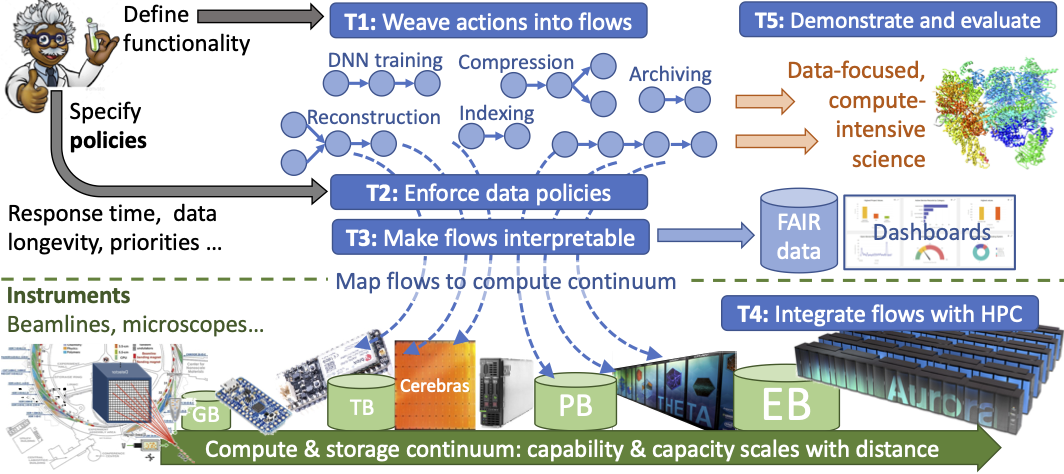 Define
functionality
T1: Weave actions into flows
T5: Demonstrate and evaluate
DNN training
Compression
Archiving
Reconstruction
Indexing
Data-focused,
compute-
intensive
science
Specify
policies
T2: Enforce data policies
Response time, data
longevity, priorities ...
T3: Make flows interpretable
FAIR
data
Dashboards
Map flows to compute continuum
Instruments
Beamlines, microscopes...
T4: Integrate flows with HPC
GB
TB
Cerebras
PB
THETA
EB
Aurora
Compute & storage continuum: capability & capacity scales with distance